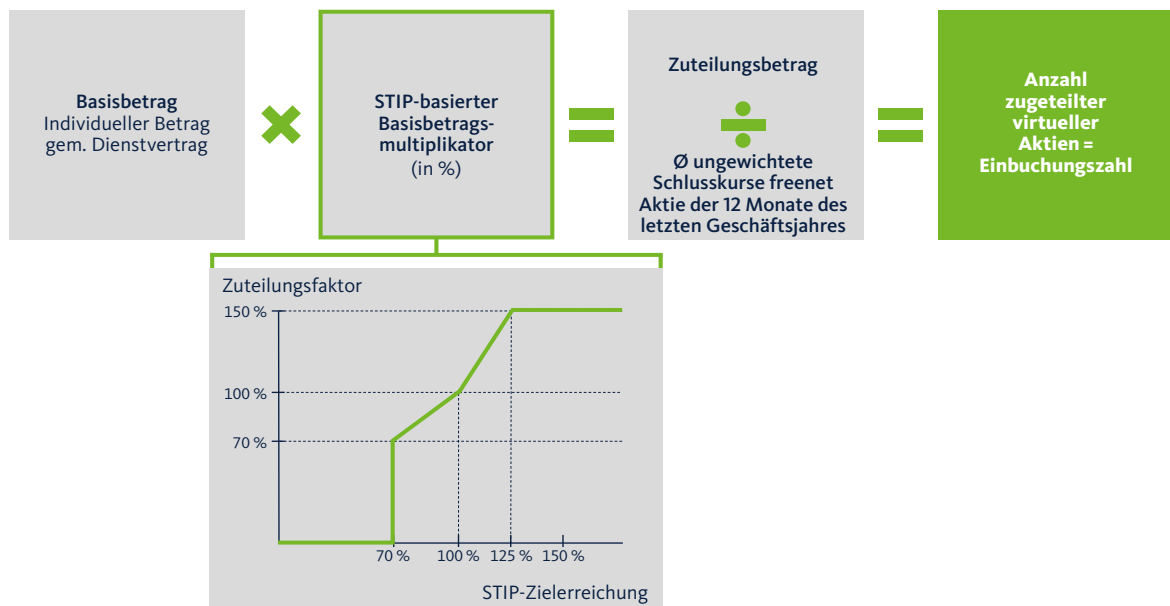 Basisbetrag
Individueller Betrag
gem. Dienstvertrag
STIP-basierter
Basisbetrags-
multiplikator
(in %)
Zuteilungsbetrag
Ø ungewichtete
Schlusskurse freenet
Aktie der 12 Monate des
letzten Geschäftsjahres
Anzahl
zugeteilter
virtueller
Aktien =
Einbuchungszahl
Zuteilungsfaktor
150 %
100 %
70 %
70 % 100 % 125 % 150 %
STIP-Zielerreichung